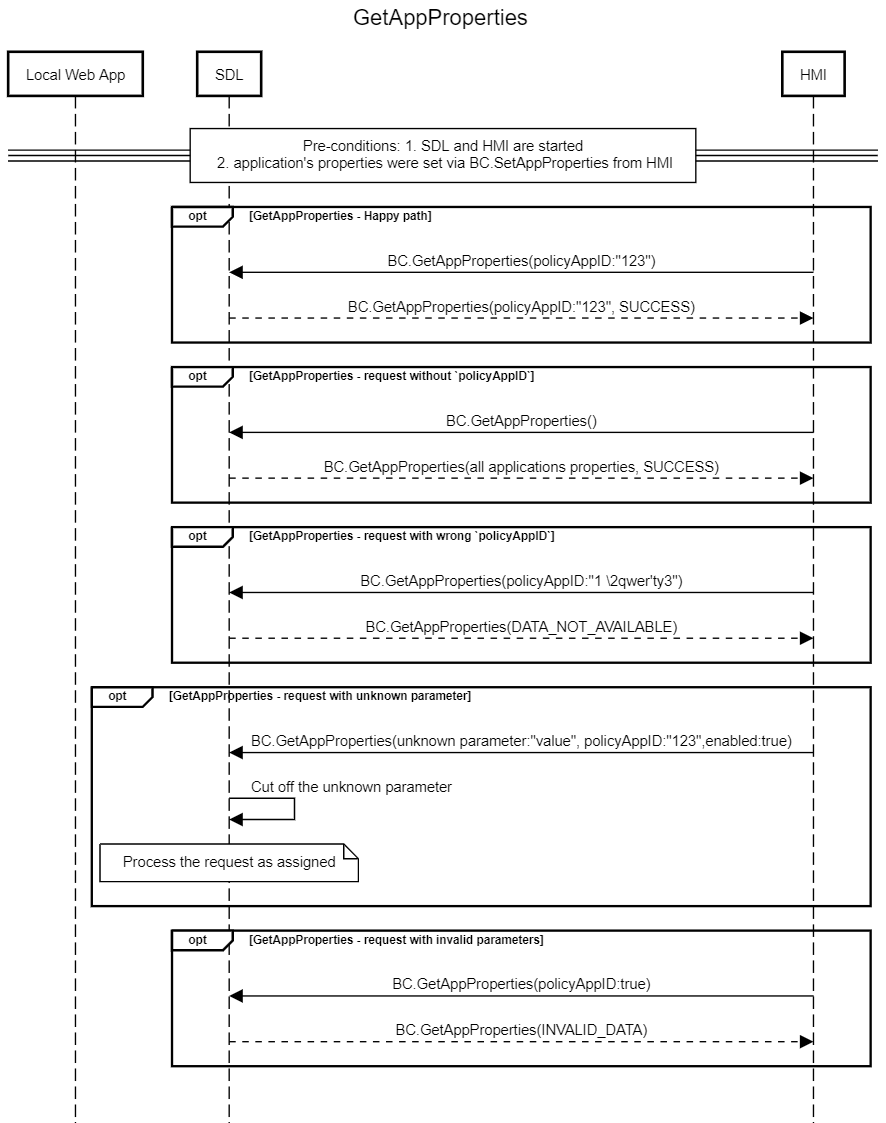 GetAppProperties
Local Web App
SDL
HMI
Pre-conditions: 1. SDL and HMI are started
2. application's properties were set via BC.SetAppProperties from HMI
opt
[GetAppProperties - Happy path]
BC.GetAppProperties(policyAppID:"123")
BC.GetAppProperties(policyAppID:"123", SUCCESS)
opt
[GetAppProperties - request without `policyAppID`]
BC.GetAppProperties()
BC.GetAppProperties(all applications properties, SUCCESS)
opt
[GetAppProperties - request with wrong `policyAppID`]
BC.GetAppProperties(policyAppID:"1 \2qwer'ty3")
BC.GetAppProperties(DATA_NOT_AVAILABLE)
opt
[GetAppProperties - request with unknown parameter]
BC.GetAppProperties(unknown parameter:"value", policyAppID:"123",enabled:true)
Cut off the unknown parameter
Process the request as assigned
opt
[GetAppProperties - request with invalid parameters]
BC.GetAppProperties(policyAppID:true)
BC.GetAppProperties(INVALID_DATA)